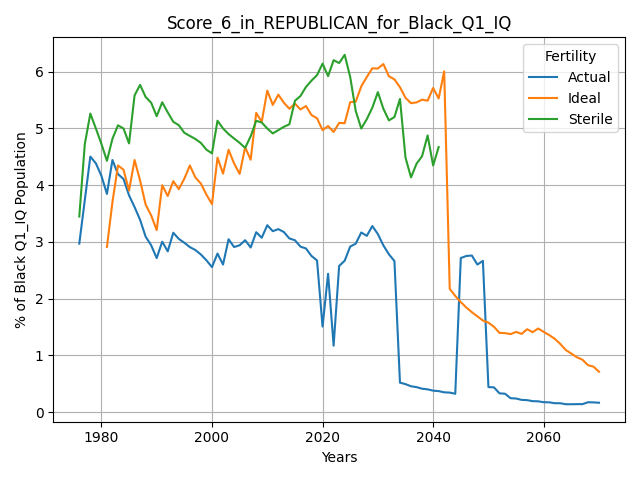 Score_6_in_REPUBLICAN_for_Black_Q1_IQ
% of Black Q1_IQ Population
6
5
4
3
2
1
0
Fertility
Actual
Ideal
Sterile
1980
2000
2020
2040
2060
Years